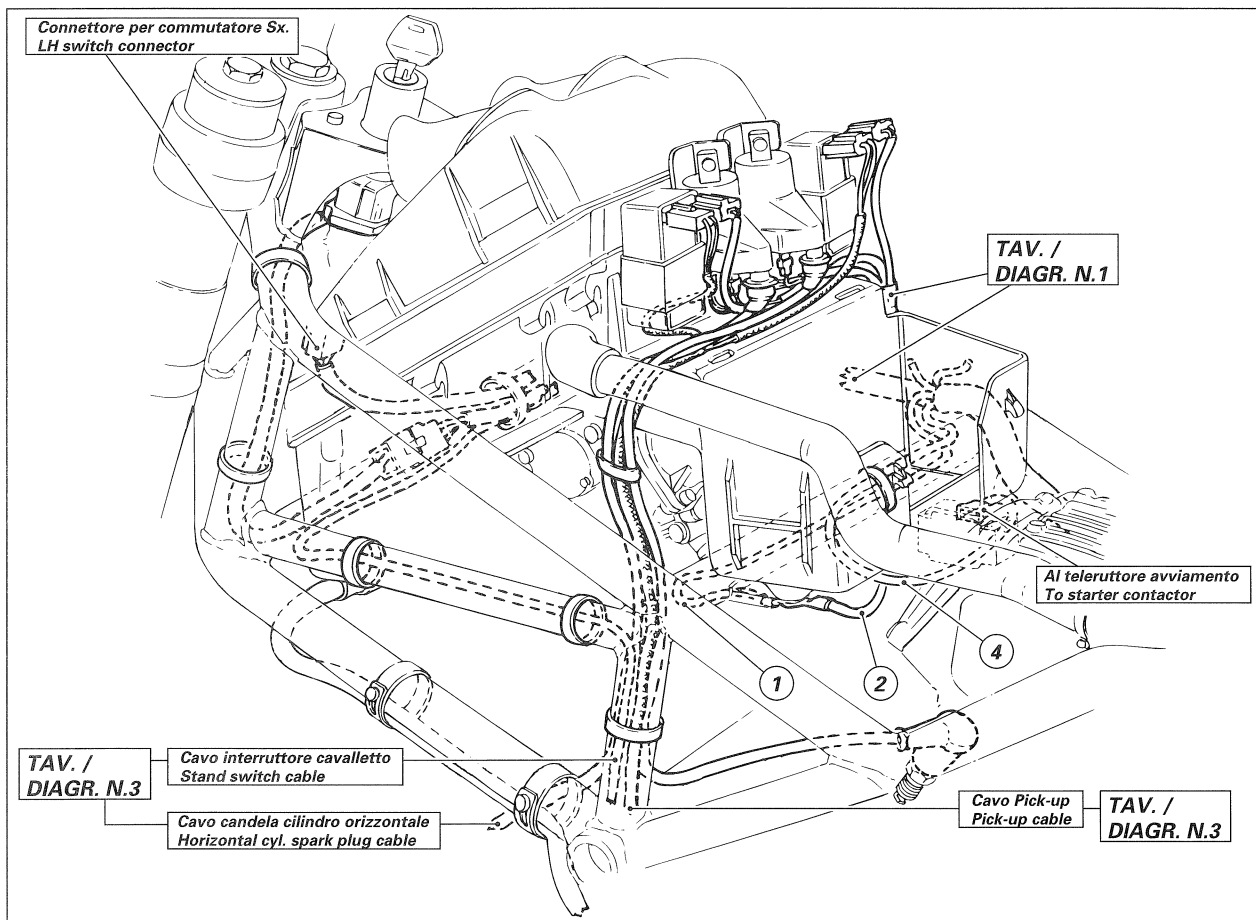 Connettore per commutatore Sx.
LH switch connector
TAV. /
DIAGR. N.1
Al teleruttore avviamento
To starter contactor
4
1
2
TAV. /
DIAGR. N.3
Cavo interruttore cavalletto
Stand switch cable
Cavo candela cilindro orizzontale
Horizontal cyl. spark plug cable
Cavo Pick-up
Pick-up cable
TAV. /
DIAGR. N.3